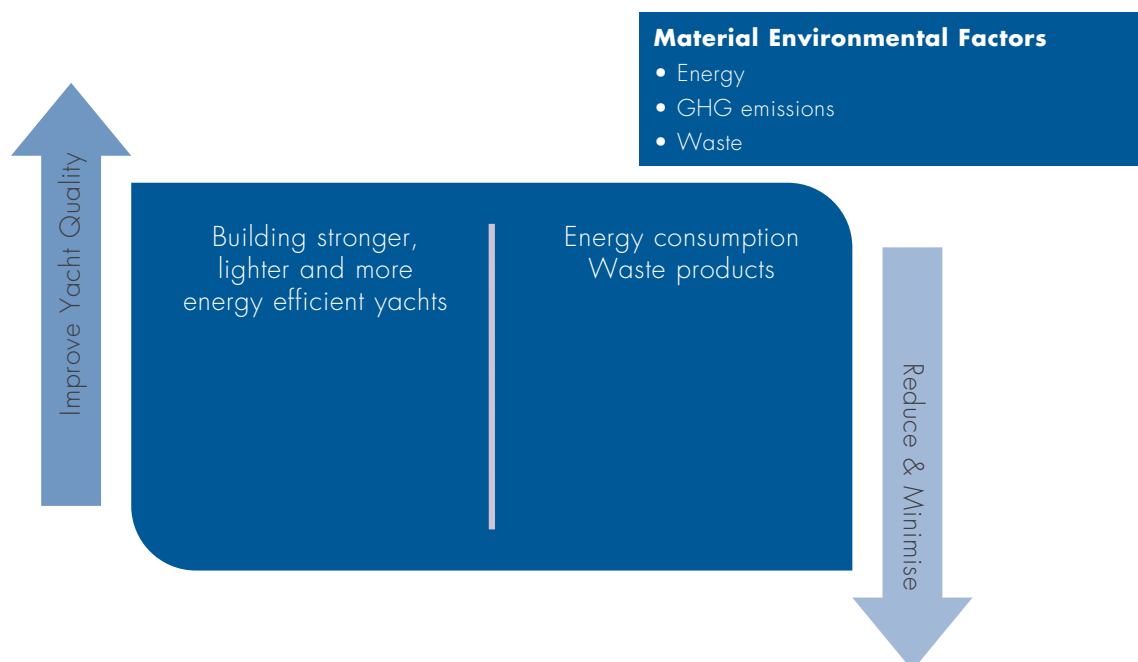 Material Environmental Factors
• Energy
• GHG emissions
• Waste
Improve Yacht Quality
Building stronger,
lighter and more
energy efficient yachts
Energy consumption
Waste products
Reduce & Minimise